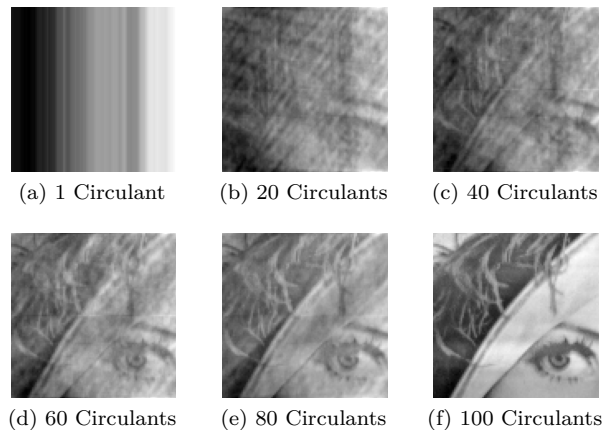 (a) 1 Circulant
(b) 20 Circulants
(c) 40 Circulants
(d) 60 Circulants
(e) 80 Circulants
(f) 100 Circulants